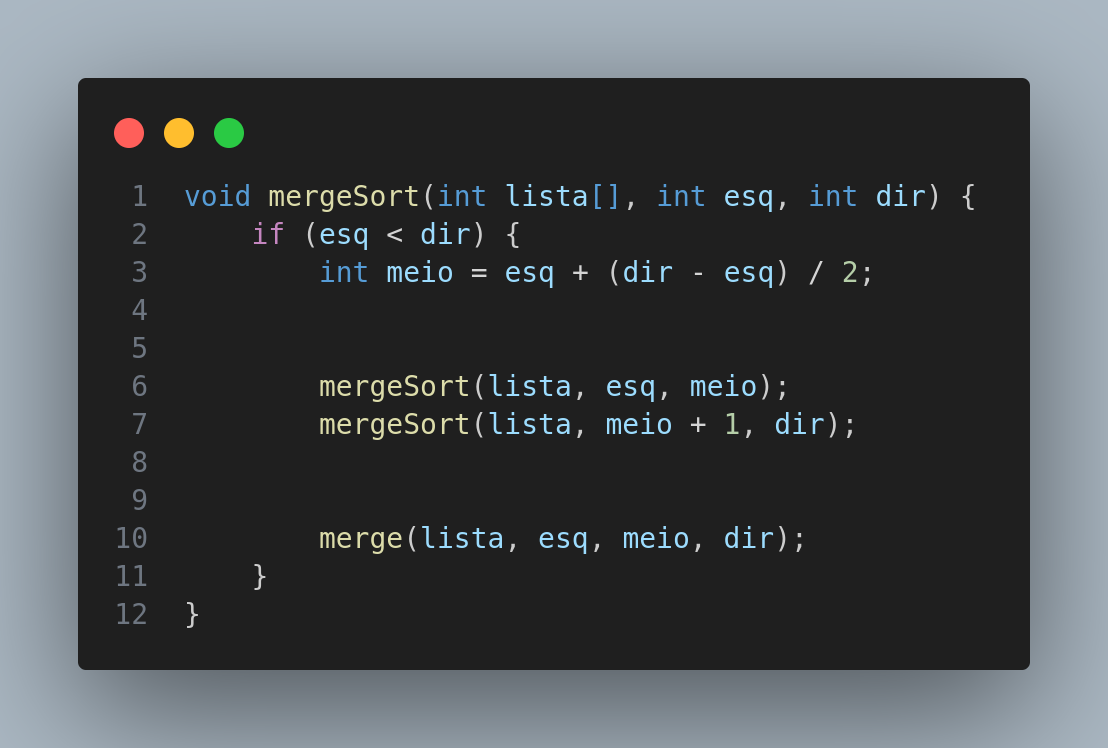 1 void mergeSort(int lista[], int esq, int dir) {
2     if (esq < dir) {
3         int meio = esq + (dir - esq) / 2;
4
5
6         mergeSort(lista, esq, meio);
7         mergeSort(lista, meio + 1, dir);
8
9
10         merge(lista, esq, meio, dir);
11     }
12 }